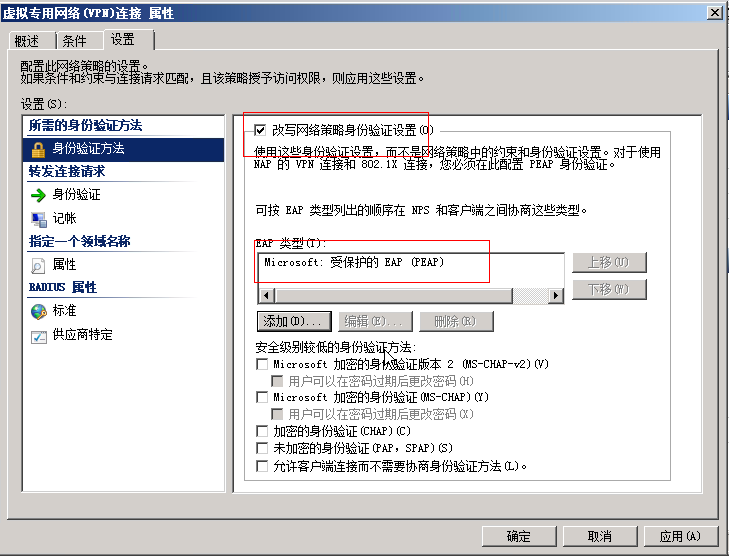 虚拟专用网络(VPN)连接 属性
概述
条件
设置
配置此网络策略的设置。
如果条件和约束与连接请求匹配，且该策略授予访问权限，则应用这些设置。
设置(S):
所需的身份验证方法
身份验证方法
转发连接请求
身份验证
记帐
指定一个领域名称
属性
RADIUS 属性
标准
供应商特定
改写网络策略身份验证设置(O)
使用这些身份验证设置，而不是网络策略中的约束和身份验证设置。对于使用
NAP 的 VPN 连接和 802.1X 连接，您必须在此配置 PEAP 身份验证。
可按 EAP 类型列出的顺序在 NPS 和客户端之间协商这些类型。
EAP 类型(T):
Microsoft: 受保护的 EAP (PEAP)
上移(U)
下移(W)
添加(D)...
编辑(E)...
删除(R)
安全级别较低的身份验证方法:
Microsoft 加密的身份验证版本 2 (MS-CHAP-v2)(V)
用户可以在密码过期后更改密码(H)
Microsoft 加密的身份验证(MS-CHAP)(Y)
用户可以在密码过期后更改密码(X)
加密的身份验证(CHAP)(C)
未加密的身份验证(PAP，SPAP)(S)
允许客户端连接而不需要协商身份验证方法(L)。
确定
取消
应用(A)